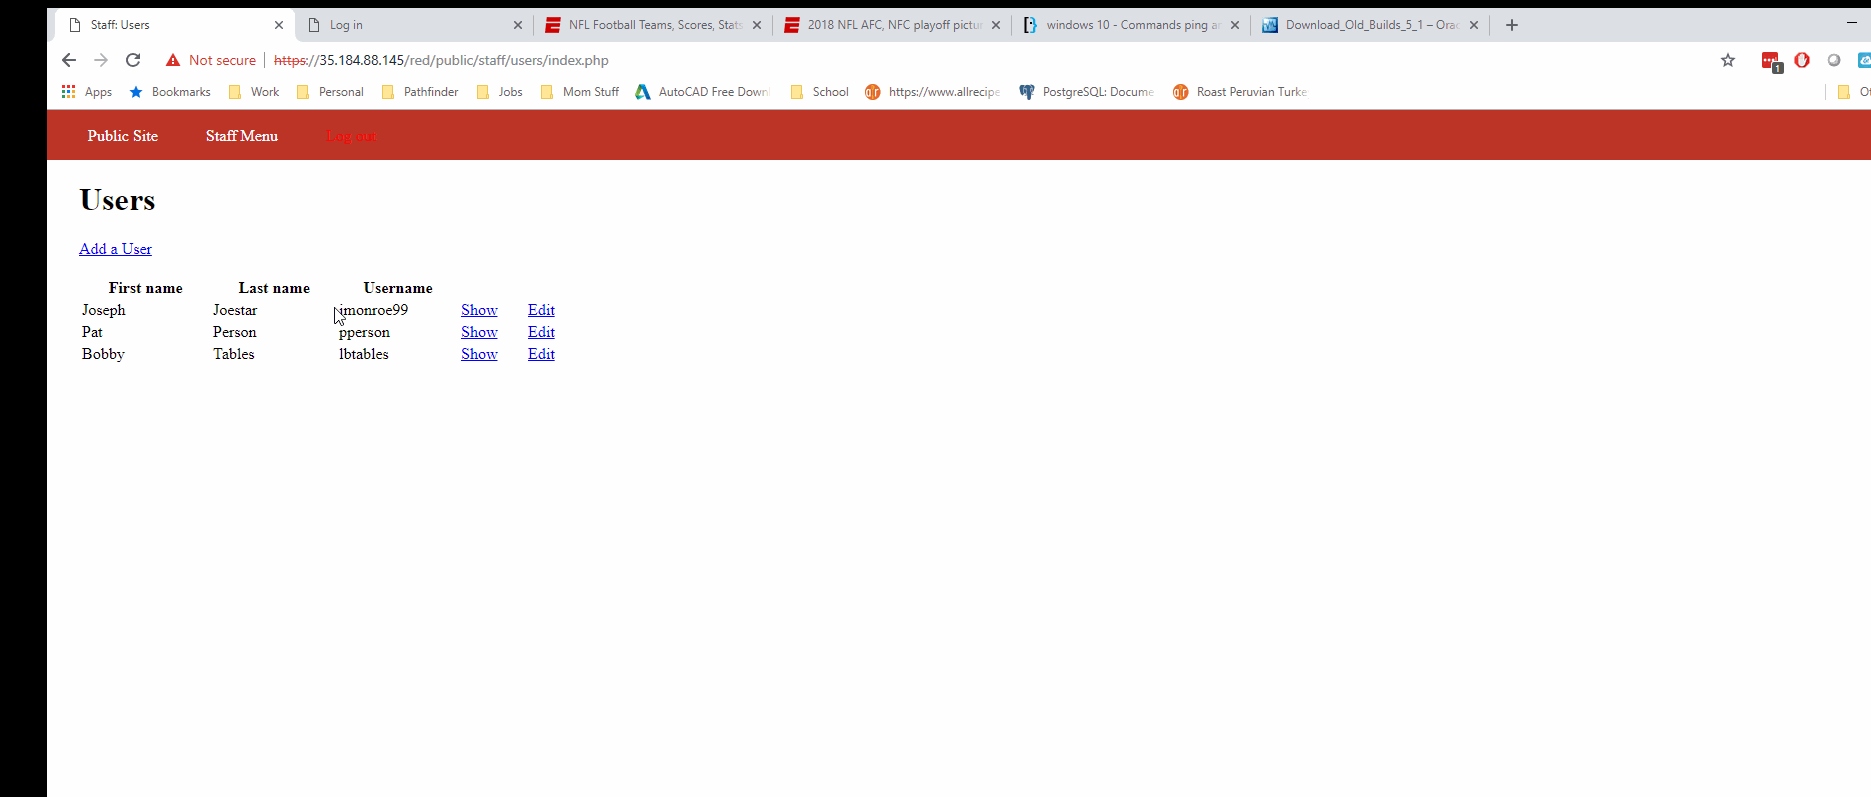 Staff: Users
Log in
NFL Football Teams, Scores, Stats
2018 NFL AFC, NFC playoff pictur
windows 10 - Commands ping a
Download_Old_Builds_5_1 – Orac
Not secure https://35.184.88.145/red/public/staff/users/index.php
1
Apps Bookmarks Work Personal Pathfinder Jobs Mom Stuff AutoCAD Free Down School https://www.allrecipe PostgreSQL: Docume Roast Peruvian Turke Ot
Public Site Staff Menu Log out
Users
Add a User
First name Last name Username
Joseph Joestar jmonroe99 Show Edit
Pat Person pperson Show Edit
Bobby Tables lbtables Show Edit